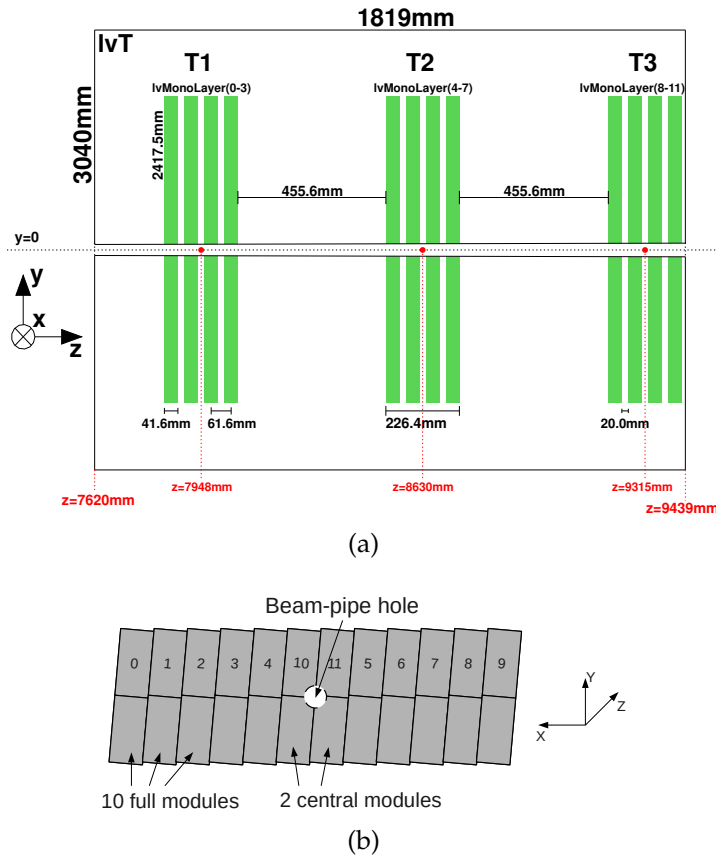 1819mm
lvT
T1 T2 T3
lvMonoLayer(0-3) lvMonoLayer(4-7) lvMonoLayer(8-11)
3040mm
2417.5mm
455.6mm 455.6mm
y=0
y
x
z
41.6mm 61.6mm 226.4mm 20.0mm
z=7948mm z=8630mm z=9315mm
z=7620mm z=9439mm
(a)
Beam-pipe hole
0 1 2 3 4 10 11 5 6 7 8 9
Y
Z
X
10 full modules 2 central modules
(b)